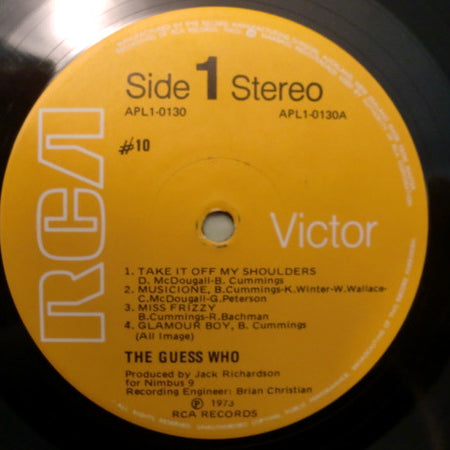 Side 1 Stereo
APL1-0130
APL1-0130A
#10
RCA
Victor
1. TAKE IT OFF MY SHOULDERS
D. McDougall-B. Cummings
2. MUSICIONE, B.Cummings-K.Winter-W.Wallace-
C.McDougall-G.Peterson
3. MISS FRIZZY
B.Cummings-R.Bachman
4. GLAMOUR BOY, B. Cummings
(All Image)
THE GUESS WHO
Produced by Jack Richardson
for Nimbus 9
Recording Engineer: Brian Christian
℗ 1973
RCA RECORDS